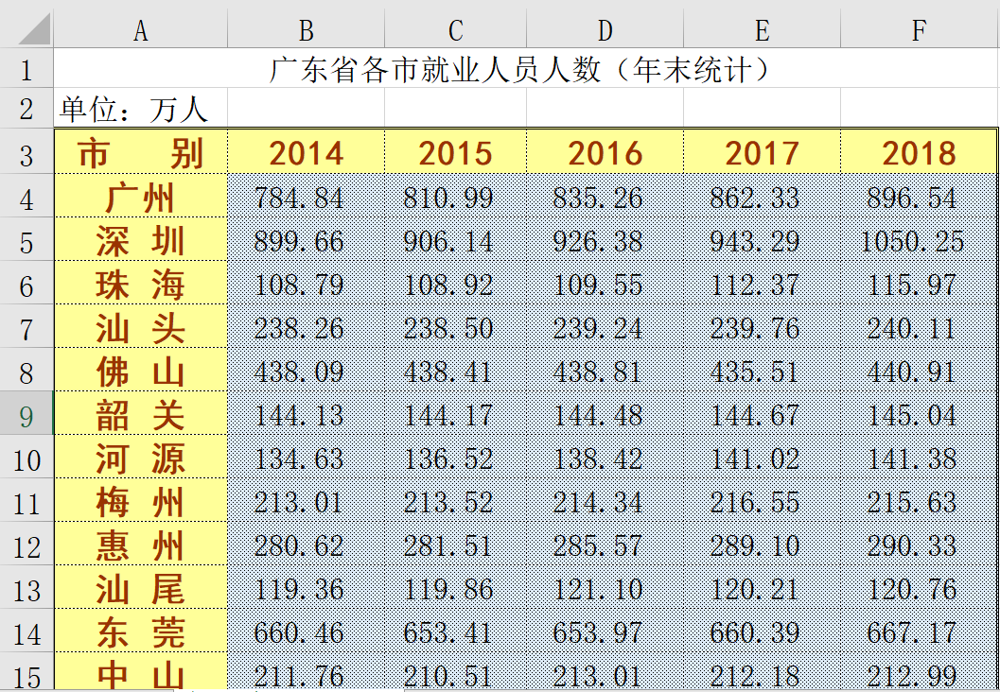 A B C D E F
1 广东省各市就业人员人数（年末统计）
2 单位：万人
3 市 别 2014 2015 2016 2017 2018
4 广州 784.84 810.99 835.26 862.33 896.54
5 深 圳 899.66 906.14 926.38 943.29 1050.25
6 珠 海 108.79 108.92 109.55 112.37 115.97
7 汕 头 238.26 238.50 239.24 239.76 240.11
8 佛 山 438.09 438.41 438.81 435.51 440.91
9 韶 关 144.13 144.17 144.48 144.67 145.04
10 河 源 134.63 136.52 138.42 141.02 141.38
11 梅 州 213.01 213.52 214.34 216.55 215.63
12 惠 州 280.62 281.51 285.57 289.10 290.33
13 汕 尾 119.36 119.86 121.10 120.21 120.76
14 东 莞 660.46 653.41 653.97 660.39 667.17
15 中 山 211.76 210.51 213.01 212.18 212.99